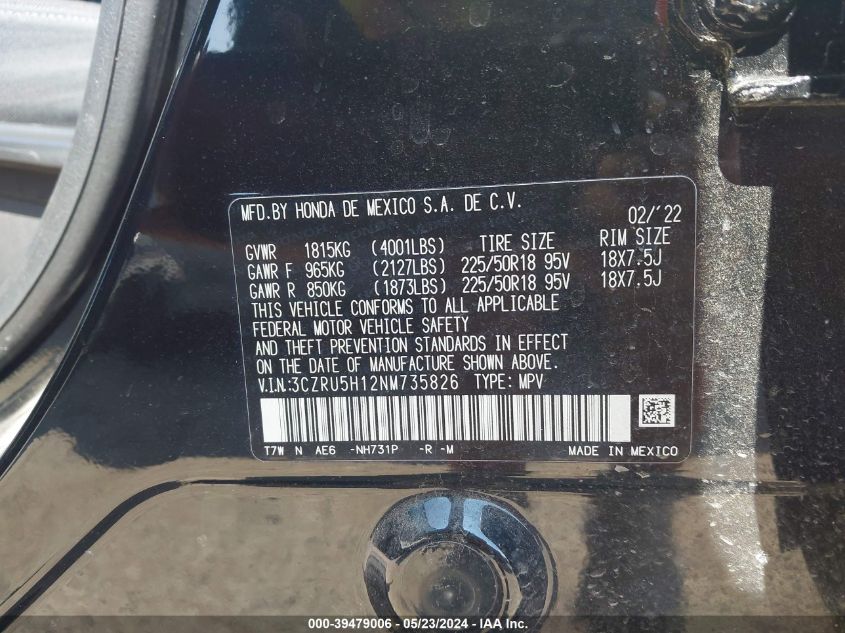 MFD.BY HONDA DE MEXICO S.A. DE C.V. 02/'22
GVWR 1815KG (4001LBS) TIRE SIZE RIM SIZE
GAWR F 965KG (2127LBS) 225/50R18 95V 18X7.5J
GAWR R 850KG (1873LBS) 225/50R18 95V 18X7.5J
THIS VEHICLE CONFORMS TO ALL APPLICABLE
FEDERAL MOTOR VEHICLE SAFETY
AND THEFT PREVENTION STANDARDS IN EFFECT
ON THE DATE OF MANUFACTURE SHOWN ABOVE.
V.I.N.:3CZRU5H12NM735826 TYPE: MPV
T7W N AE6 -NH731P -R -M MADE IN MEXICO
000-39479006 - 05/23/2024 - IAA Inc.